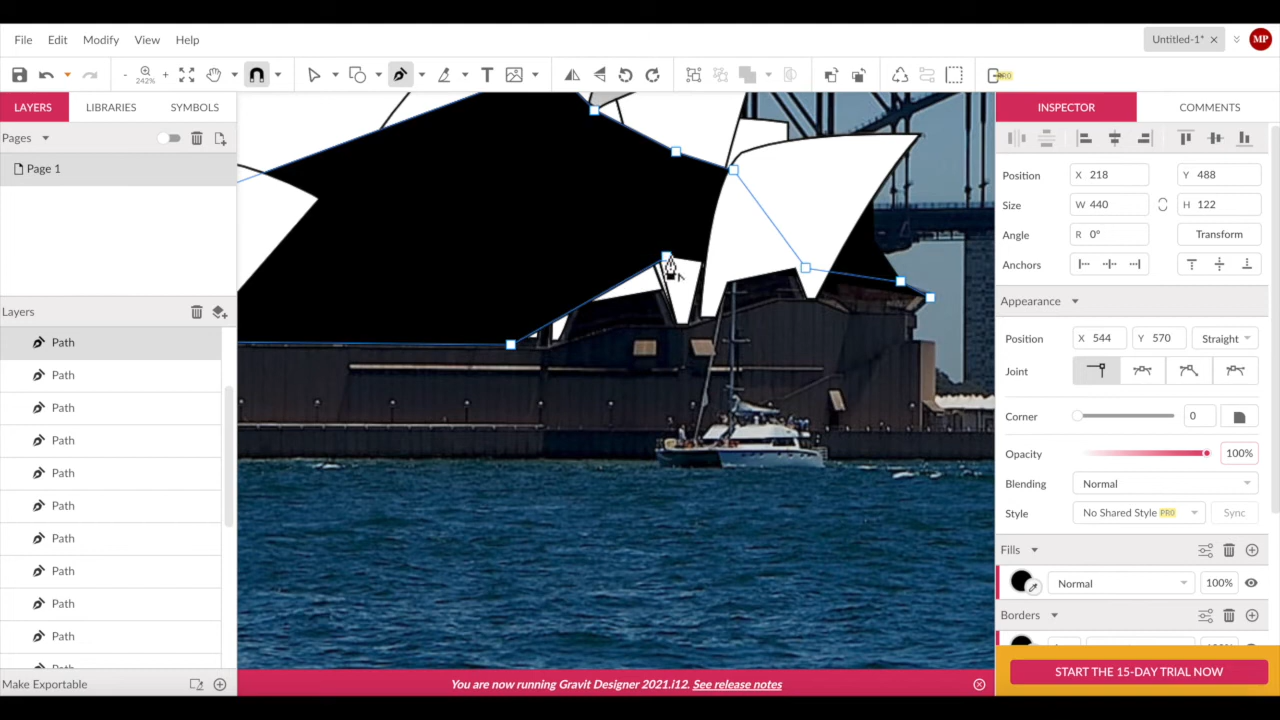 File Edit Modify View Help
Untitled-1* MP
- 242% + T PRO
LAYERS LIBRARIES SYMBOLS INSPECTOR COMMENTS
Pages
Page 1
Position X 218 Y 488
Size W 440 H 122
Angle R 0° Transform
Anchors
Layers Appearance
Path Position X 544 Y 570 Straight
Path Joint
Path Corner 0
Path Opacity 100%
Path Blending Normal
Path Style No Shared Style PRO Sync
Path Fills
Path Normal 100%
Path Borders
Path
START THE 15-DAY TRIAL NOW
Make Exportable You are now running Gravit Designer 2021.i12. See release notes